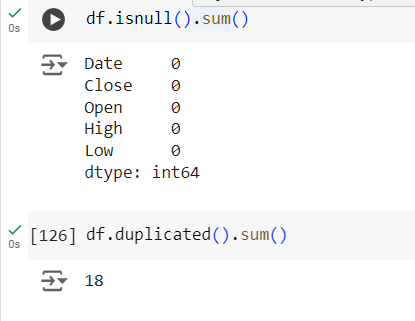 df.isnull().sum()
0s
Date 0
Close 0
Open 0
High 0
Low 0
dtype: int64
[126] df.duplicated().sum()
0s
18